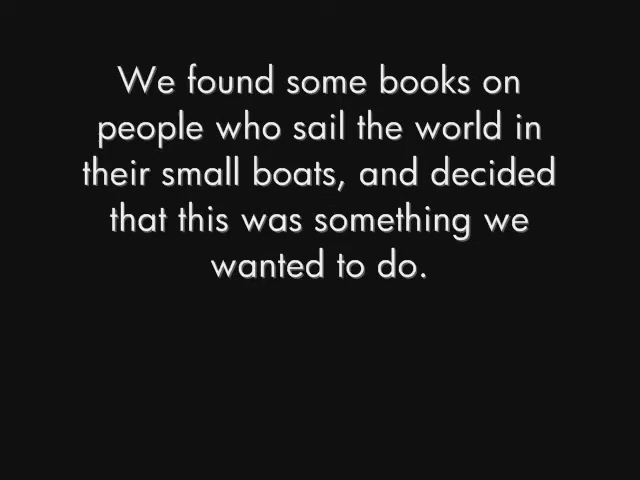 We found some books on
people who sail the world in
their small boats, and decided
that this was something we
wanted to do.